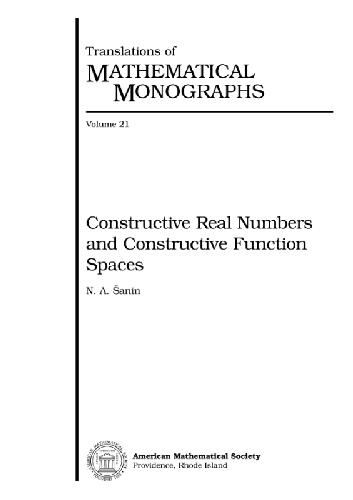 Translations of
MATHEMATICAL
MONOGRAPHS
Volume 21
Constructive Real Numbers
and Constructive Function
Spaces
N. A. Šanin
American Mathematical Society
Providence, Rhode Island